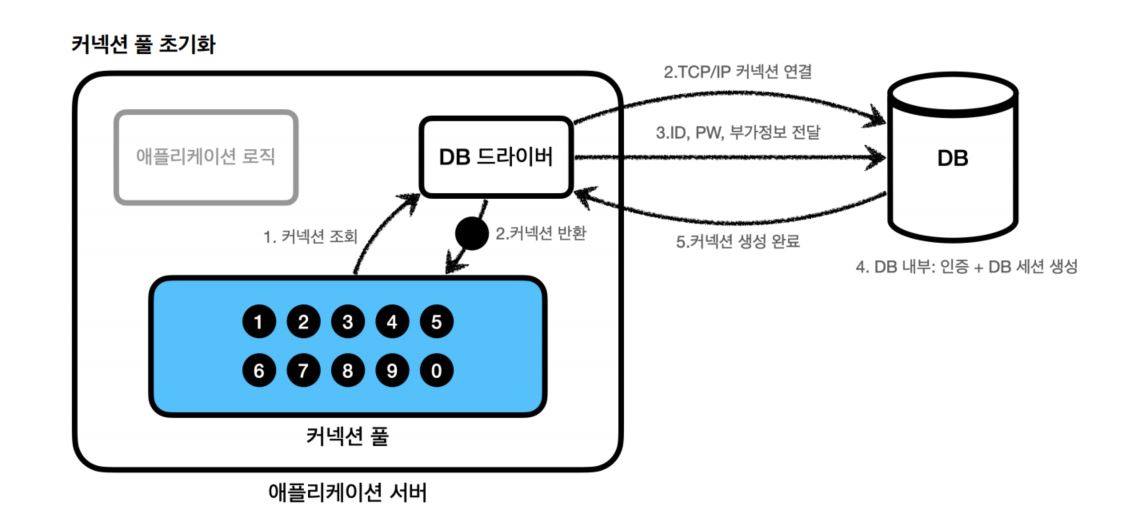 커넥션 풀 초기화
2.TCP/IP 커넥션 연결
애플리케이션 로직
DB 드라이버
3.ID, PW, 부가정보 전달
DB
1. 커넥션 조회
2.커넥션 반환
5.커넥션 생성 완료
4. DB 내부: 인증 + DB 세션 생성
1 2 3 4 5
6 7 8 9 0
커넥션 풀
애플리케이션 서버